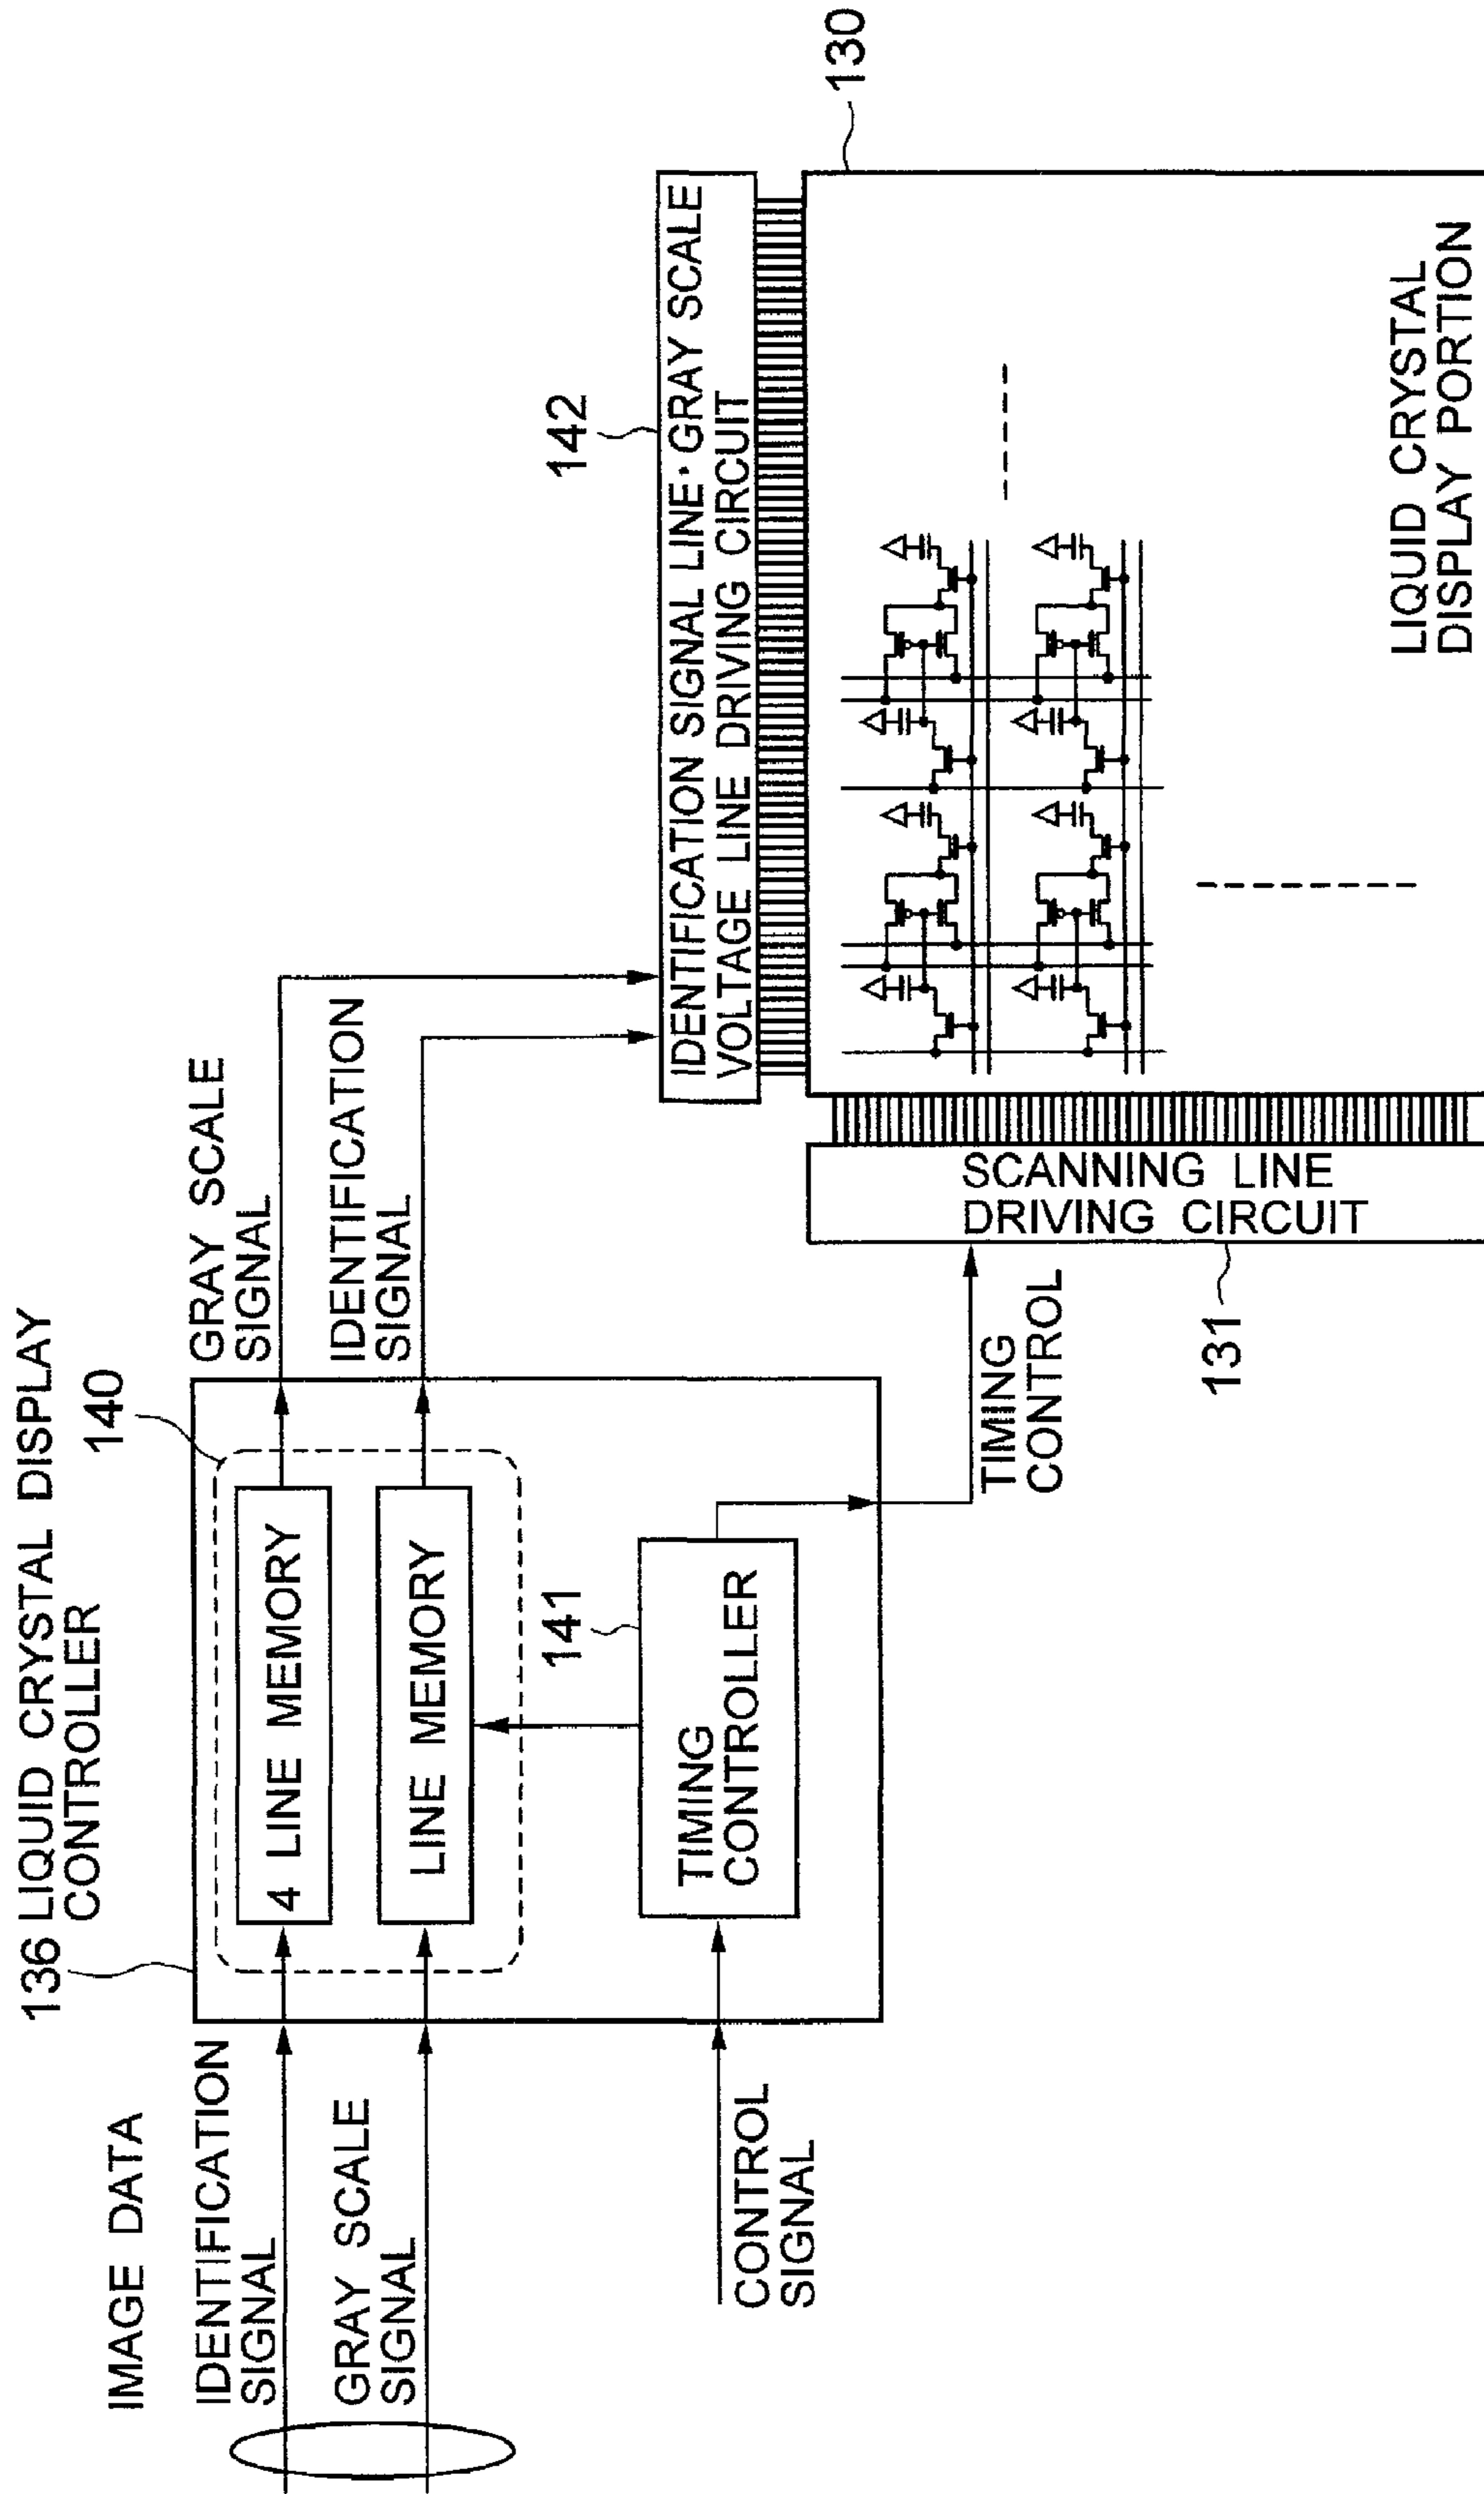 136 LIQUID CRYSTAL DISPLAY
CONTROLLER
140
IMAGE DATA
IDENTIFICATION
SIGNAL
GRAY SCALE
SIGNAL
CONTROL
SIGNAL
4 LINE MEMORY
LINE MEMORY
141
TIMING
CONTROLLER
GRAY SCALE
SIGNAL
IDENTIFICATION
SIGNAL
TIMING
CONTROL
142
IDENTIFICATION SIGNAL LINE・GRAY SCALE
VOLTAGE LINE DRIVING CIRCUIT
131
SCANNING LINE
DRIVING CIRCUIT
130
LIQUID CRYSTAL
DISPLAY PORTION